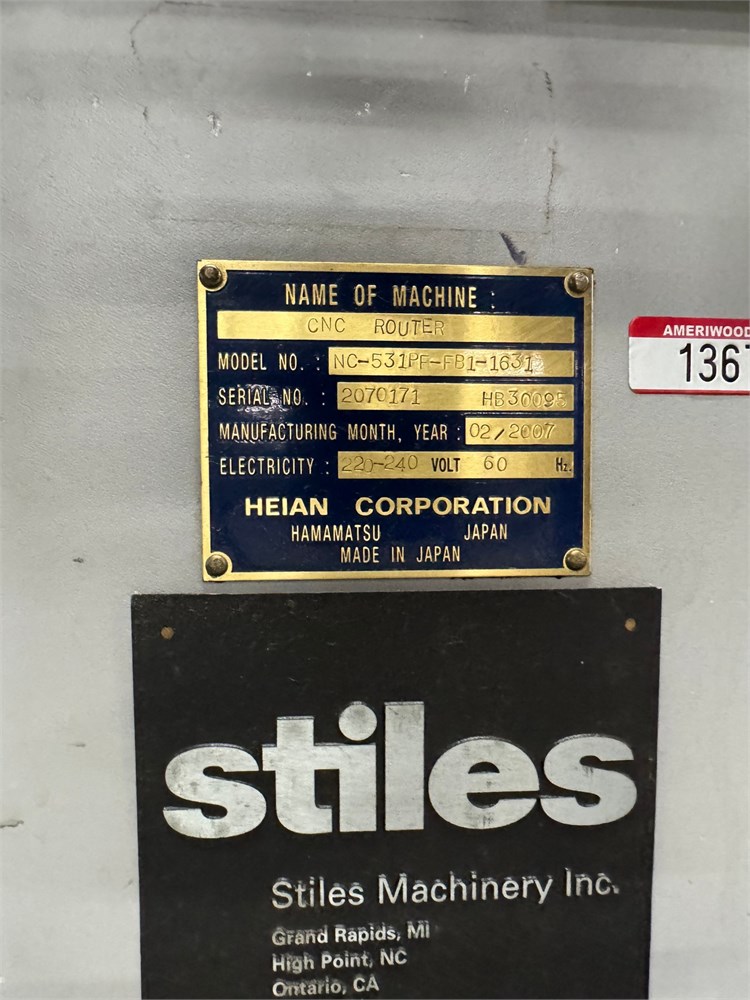 NAME OF MACHINE :
CNC ROUTER
MODEL NO. : NC-531PF-FB1-1631
SERIAL NO. : 2070171 HB30095
MANUFACTURING MONTH, YEAR : 02/2007
ELECTRICITY : 220-240 VOLT 60 Hz.
HEIAN CORPORATION
HAMAMATSU JAPAN
MADE IN JAPAN
AMERIWOOD
136
stiles
Stiles Machinery Inc.
Grand Rapids, MI
High Point, NC
Ontario, CA